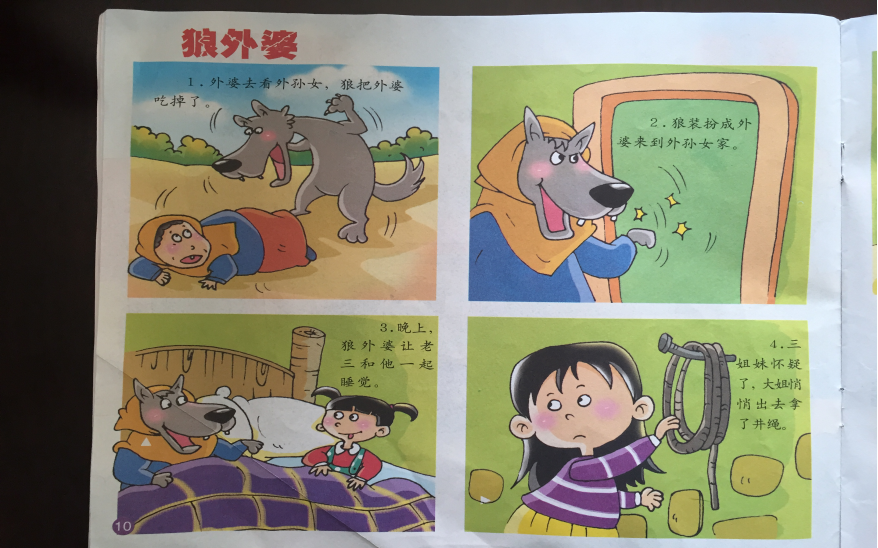 狼外婆
1.外婆去看外孙女，狼把外婆
吃掉了。
2.狼装扮成外
婆来到外孙女家。
3.晚上，
狼外婆让老
三和他一起
睡觉。
4.三
姐妹怀疑
了，大姐悄
悄出去拿
了井绳。
10